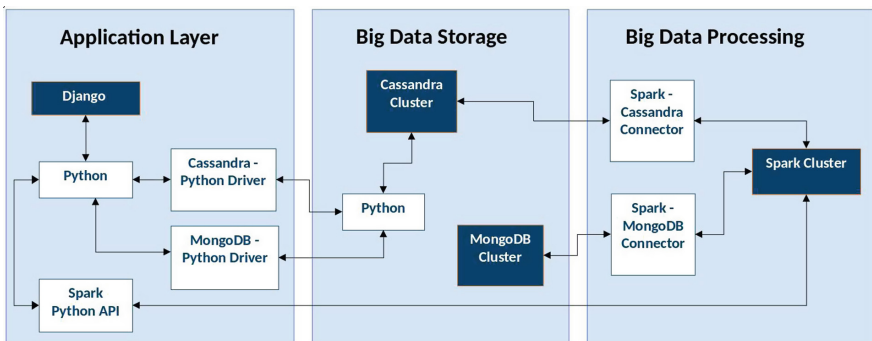 Application Layer
Big Data Storage
Big Data Processing
Django
Python
Cassandra -
Python Driver
MongoDB -
Python Driver
Spark
Python API
Cassandra
Cluster
Python
MongoDB
Cluster
Spark -
Cassandra
Connector
Spark -
MongoDB
Connector
Spark Cluster